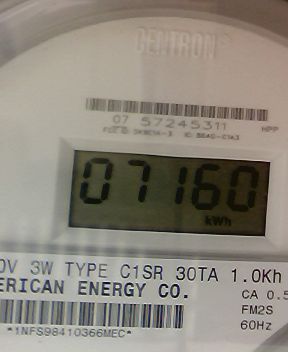 CENTRON
07 57245311
HPP
07160
kWh
0V 3W TYPE C1SR 30TA 1.0Kh
ERICAN ENERGY CO.
CA 0.5
FM2S
60Hz
*1NFS98410366MEC*